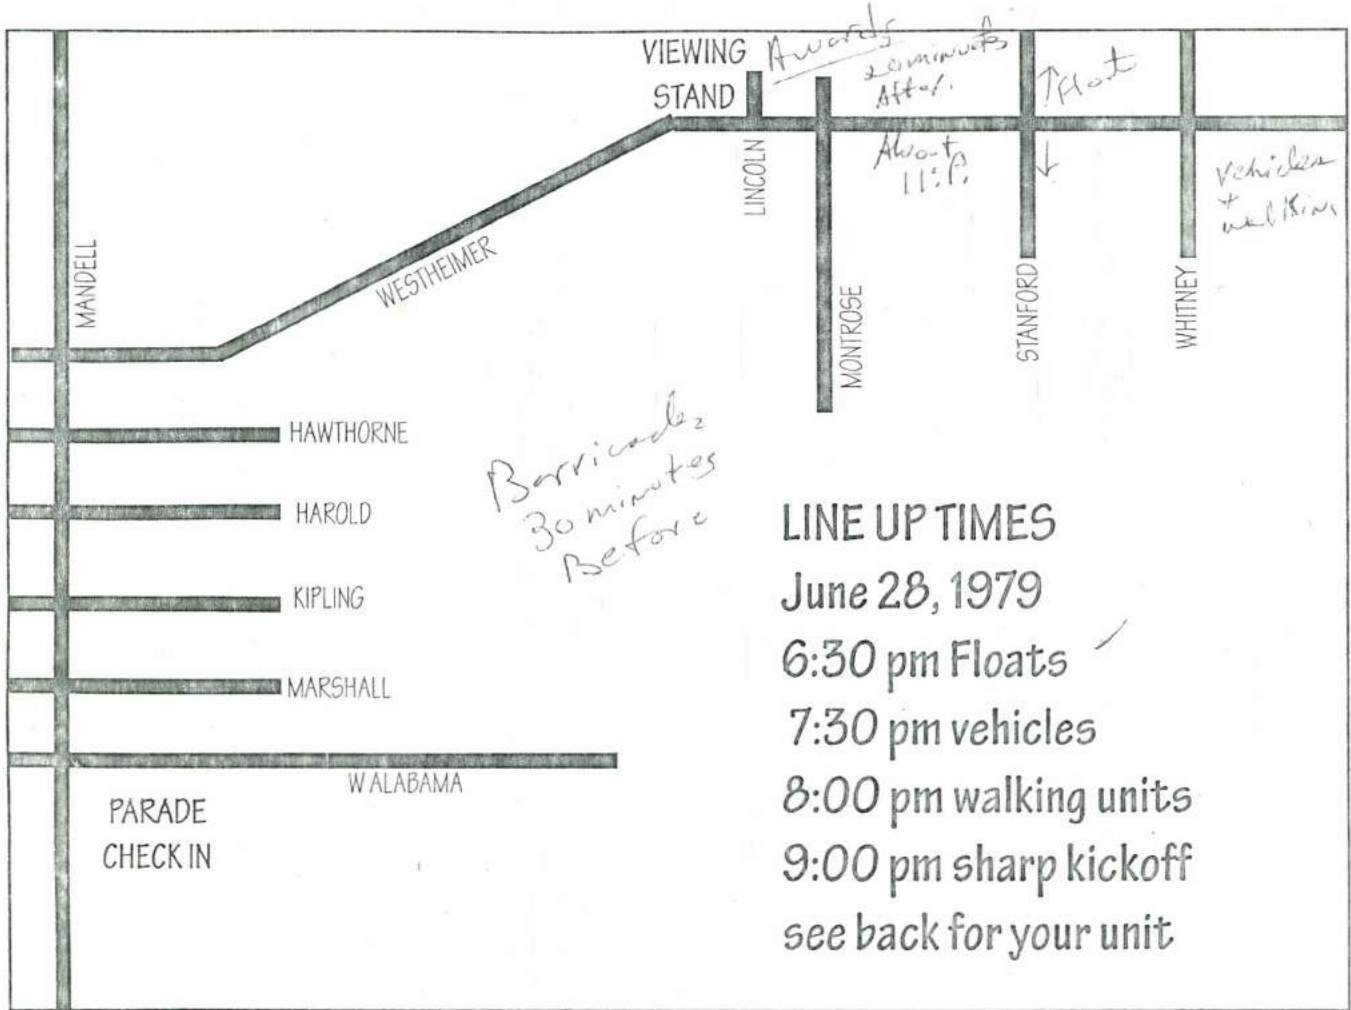 VIEWING
STAND
Awards
20 minutes
After.
Float
About
11:P.
vehicles
+
walking
LINCOLN
MANDELL
WESTHEIMER
MONTROSE
STANFORD
WHITNEY
HAWTHORNE
HAROLD
KIPLING
MARSHALL
W ALABAMA
PARADE
CHECK IN
Barricades
30 minutes
Before
LINE UP TIMES
June 28, 1979
6:30 pm Floats
7:30 pm vehicles
8:00 pm walking units
9:00 pm sharp kickoff
see back for your unit